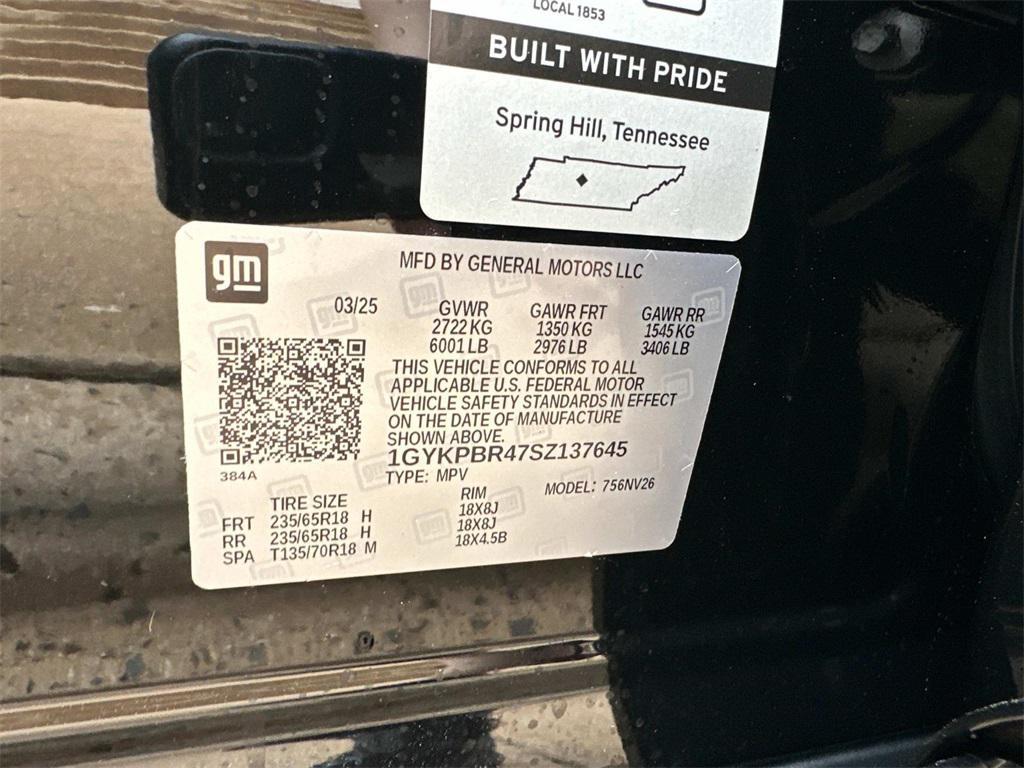 LOCAL 1853
BUILT WITH PRIDE
Spring Hill, Tennessee
gm
MFD BY GENERAL MOTORS LLC
03/25
GVWR GAWR FRT GAWR RR
2722 KG 1350 KG 1545 KG
6001 LB 2976 LB 3406 LB
THIS VEHICLE CONFORMS TO ALL
APPLICABLE U.S. FEDERAL MOTOR
VEHICLE SAFETY STANDARDS IN EFFECT
ON THE DATE OF MANUFACTURE
SHOWN ABOVE.
1GYKPBR47SZ137645
384A
TYPE: MPV MODEL: 756NV26
TIRE SIZE RIM
FRT 235/65R18 H 18X8J
RR 235/65R18 H 18X8J
SPA T135/70R18 M 18X4.5B